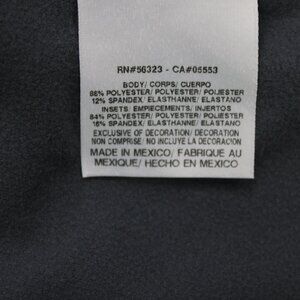 RN#56323 - CA#05553
BODY/ CORPS/ CUERPO
88% POLYESTER/ POLYESTER/ POLIESTER
12% SPANDEX/ ELASTHANNE/ ELASTANO
INSETS/ EMPIECEMENTS/ INJERTOS
84% POLYESTER/ POLYESTER/ POLIESTER
16% SPANDEX/ ELASTHANNE/ ELASTANO
EXCLUSIVE OF DECORATION/ DECORATION
NON COMPRISE/ NO INCLUYE LA DECORACION
MADE IN MEXICO/ FABRIQUE AU
MEXIQUE/ HECHO EN MEXICO